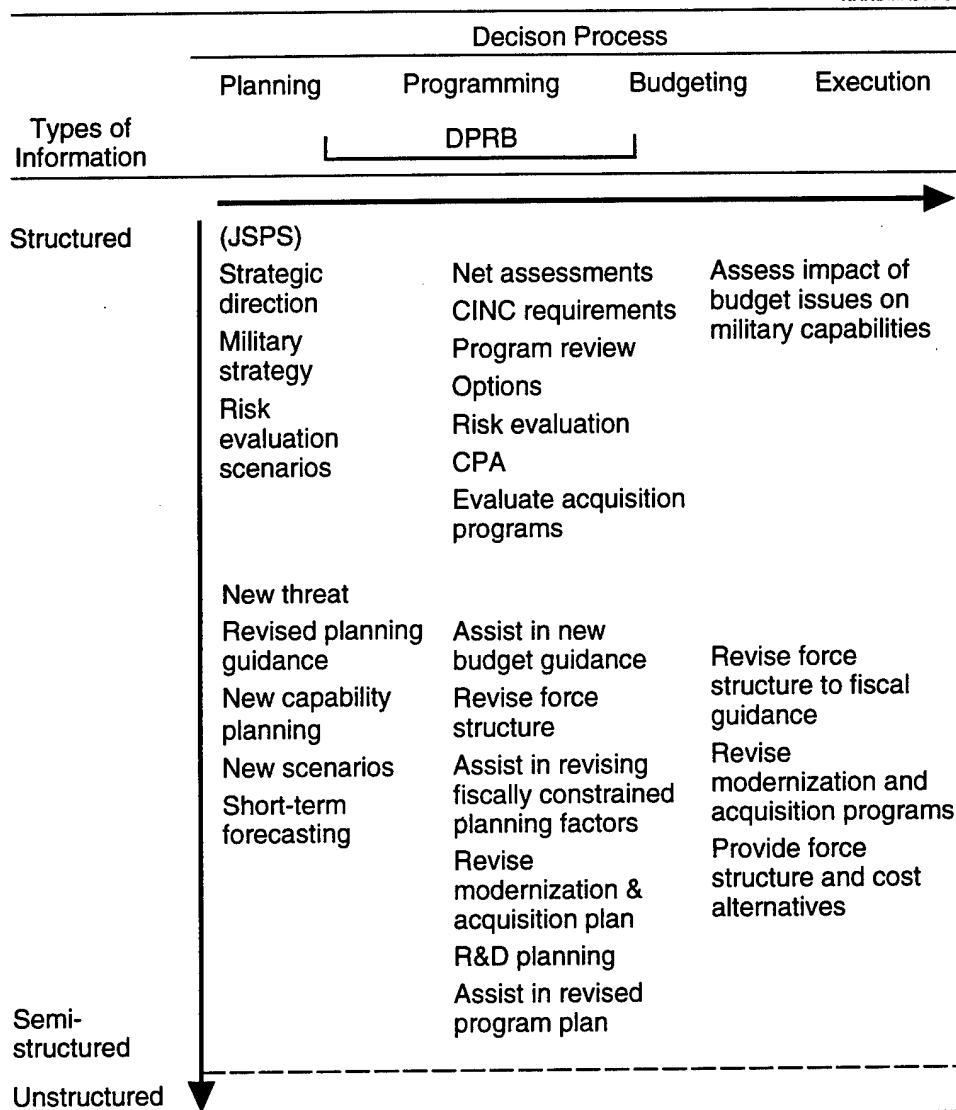 Decison Process
Planning Programming Budgeting Execution
Types of
Information
DPRB
Structured
(JSPS)
Strategic
direction
Military
strategy
Risk
evaluation
scenarios
Net assessments
CINC requirements
Program review
Options
Risk evaluation
CPA
Evaluate acquisition
programs
Assess impact of
budget issues on
military capabilities
New threat
Revised planning
guidance
New capability
planning
New scenarios
Short-term
forecasting
Assist in new
budget guidance
Revise force
structure
Assist in revising
fiscally constrained
planning factors
Revise
modernization &
acquisition plan
R&D planning
Assist in revised
program plan
Revise force
structure to fiscal
guidance
Revise
modernization and
acquisition programs
Provide force
structure and cost
alternatives
Semi-
structured
Unstructured